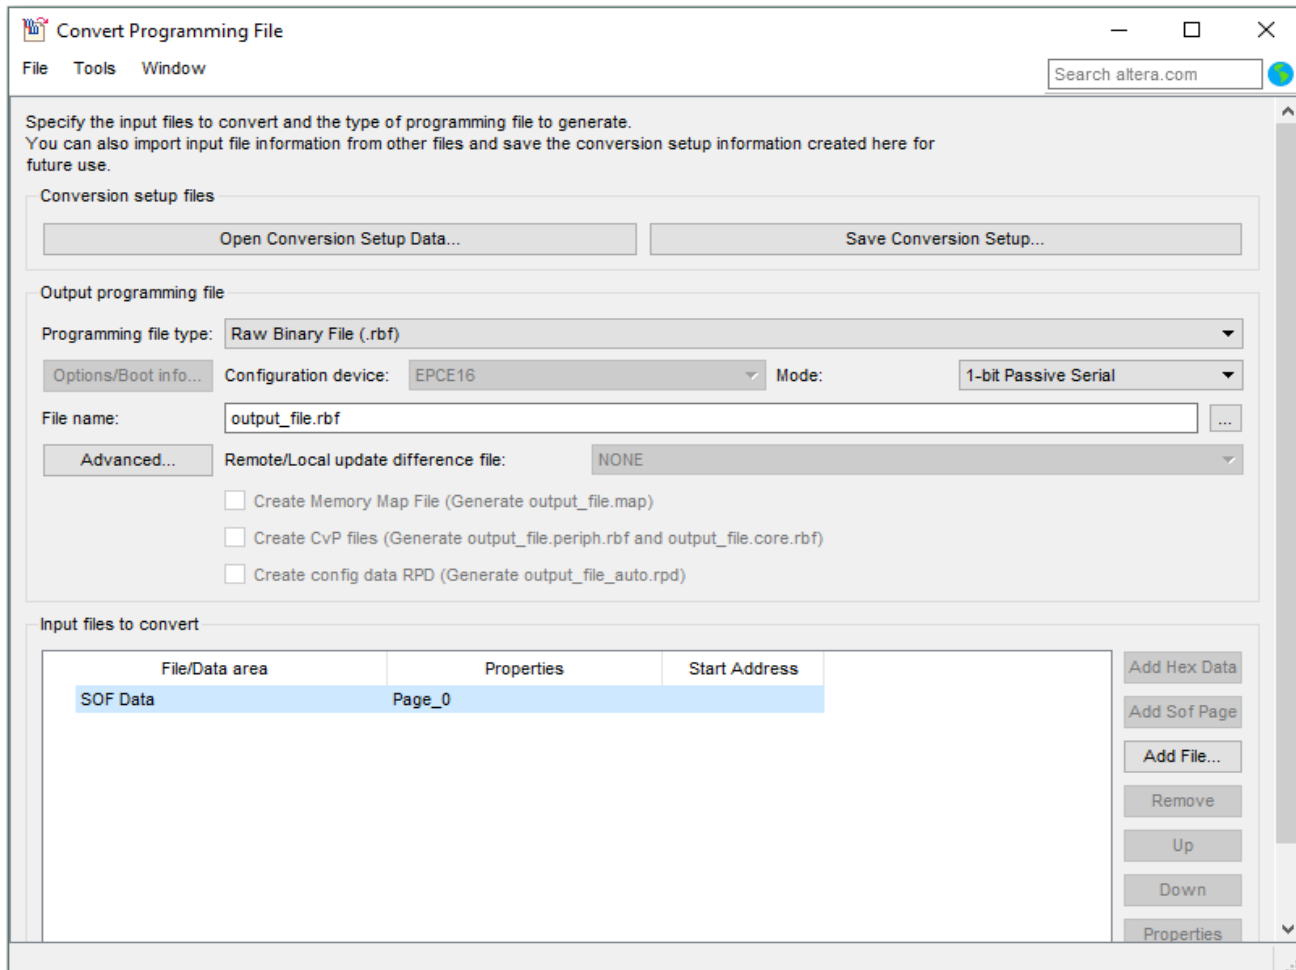 Convert Programming File
File Tools Window
Search altera.com
Specify the input files to convert and the type of programming file to generate.
You can also import input file information from other files and save the conversion setup information created here for
future use.
Conversion setup files
Open Conversion Setup Data...
Save Conversion Setup...
Output programming file
Programming file type: Raw Binary File (.rbf)
Options/Boot info... Configuration device: EPCE16 Mode: 1-bit Passive Serial
File name: output_file.rbf ...
Advanced... Remote/Local update difference file: NONE
Create Memory Map File (Generate output_file.map)
Create CvP files (Generate output_file.periph.rbf and output_file.core.rbf)
Create config data RPD (Generate output_file_auto.rpd)
Input files to convert
File/Data area Properties Start Address
SOF Data Page_0
Add Hex Data
Add Sof Page
Add File...
Remove
Up
Down
Properties